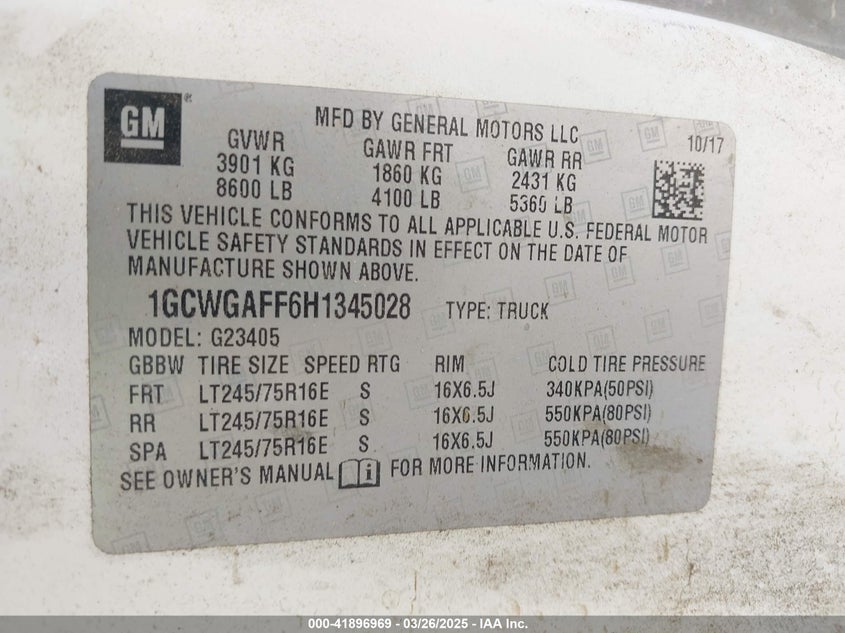 GM®
MFD BY GENERAL MOTORS LLC
10/17
GVWR GAWR FRT GAWR RR
3901 KG 1860 KG 2431 KG
8600 LB 4100 LB 5360 LB
THIS VEHICLE CONFORMS TO ALL APPLICABLE U.S. FEDERAL MOTOR
VEHICLE SAFETY STANDARDS IN EFFECT ON THE DATE OF
MANUFACTURE SHOWN ABOVE.
1GCWGAFF6H1345028 TYPE: TRUCK
MODEL: G23405
GBBW TIRE SIZE SPEED RTG RIM COLD TIRE PRESSURE
FRT LT245/75R16E S 16X6.5J 340KPA(50PSI)
RR LT245/75R16E S 16X6.5J 550KPA(80PSI)
SPA LT245/75R16E S 16X6.5J 550KPA(80PSI)
SEE OWNER'S MANUAL i FOR MORE INFORMATION.
000-41896969 | 03/26/2025 - IAA Inc.